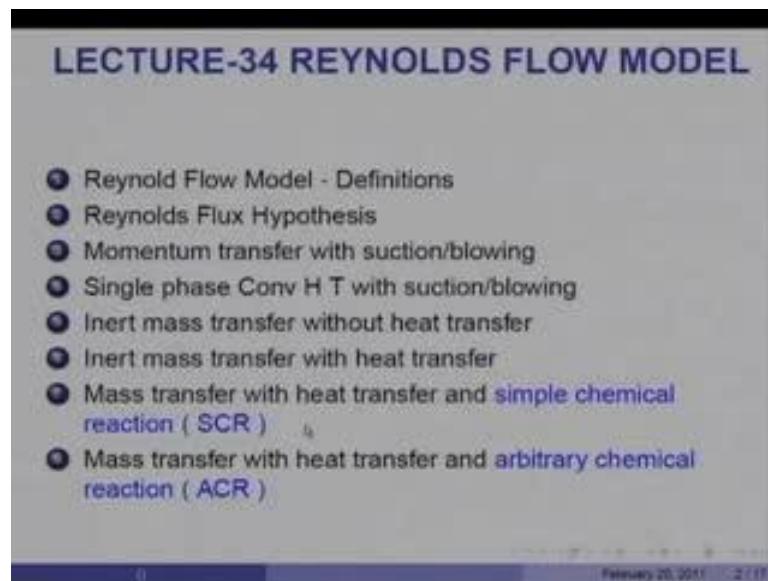 LECTURE-34 REYNOLDS FLOW MODEL
Reynold Flow Model - Definitions
Reynolds Flux Hypothesis
Momentum transfer with suction/blowing
Single phase Conv H T with suction/blowing
Inert mass transfer without heat transfer
Inert mass transfer with heat transfer
Mass transfer with heat transfer and simple chemical
reaction ( SCR )
Mass transfer with heat transfer and arbitrary chemical
reaction ( ACR )
February 20, 2011 2 / 17